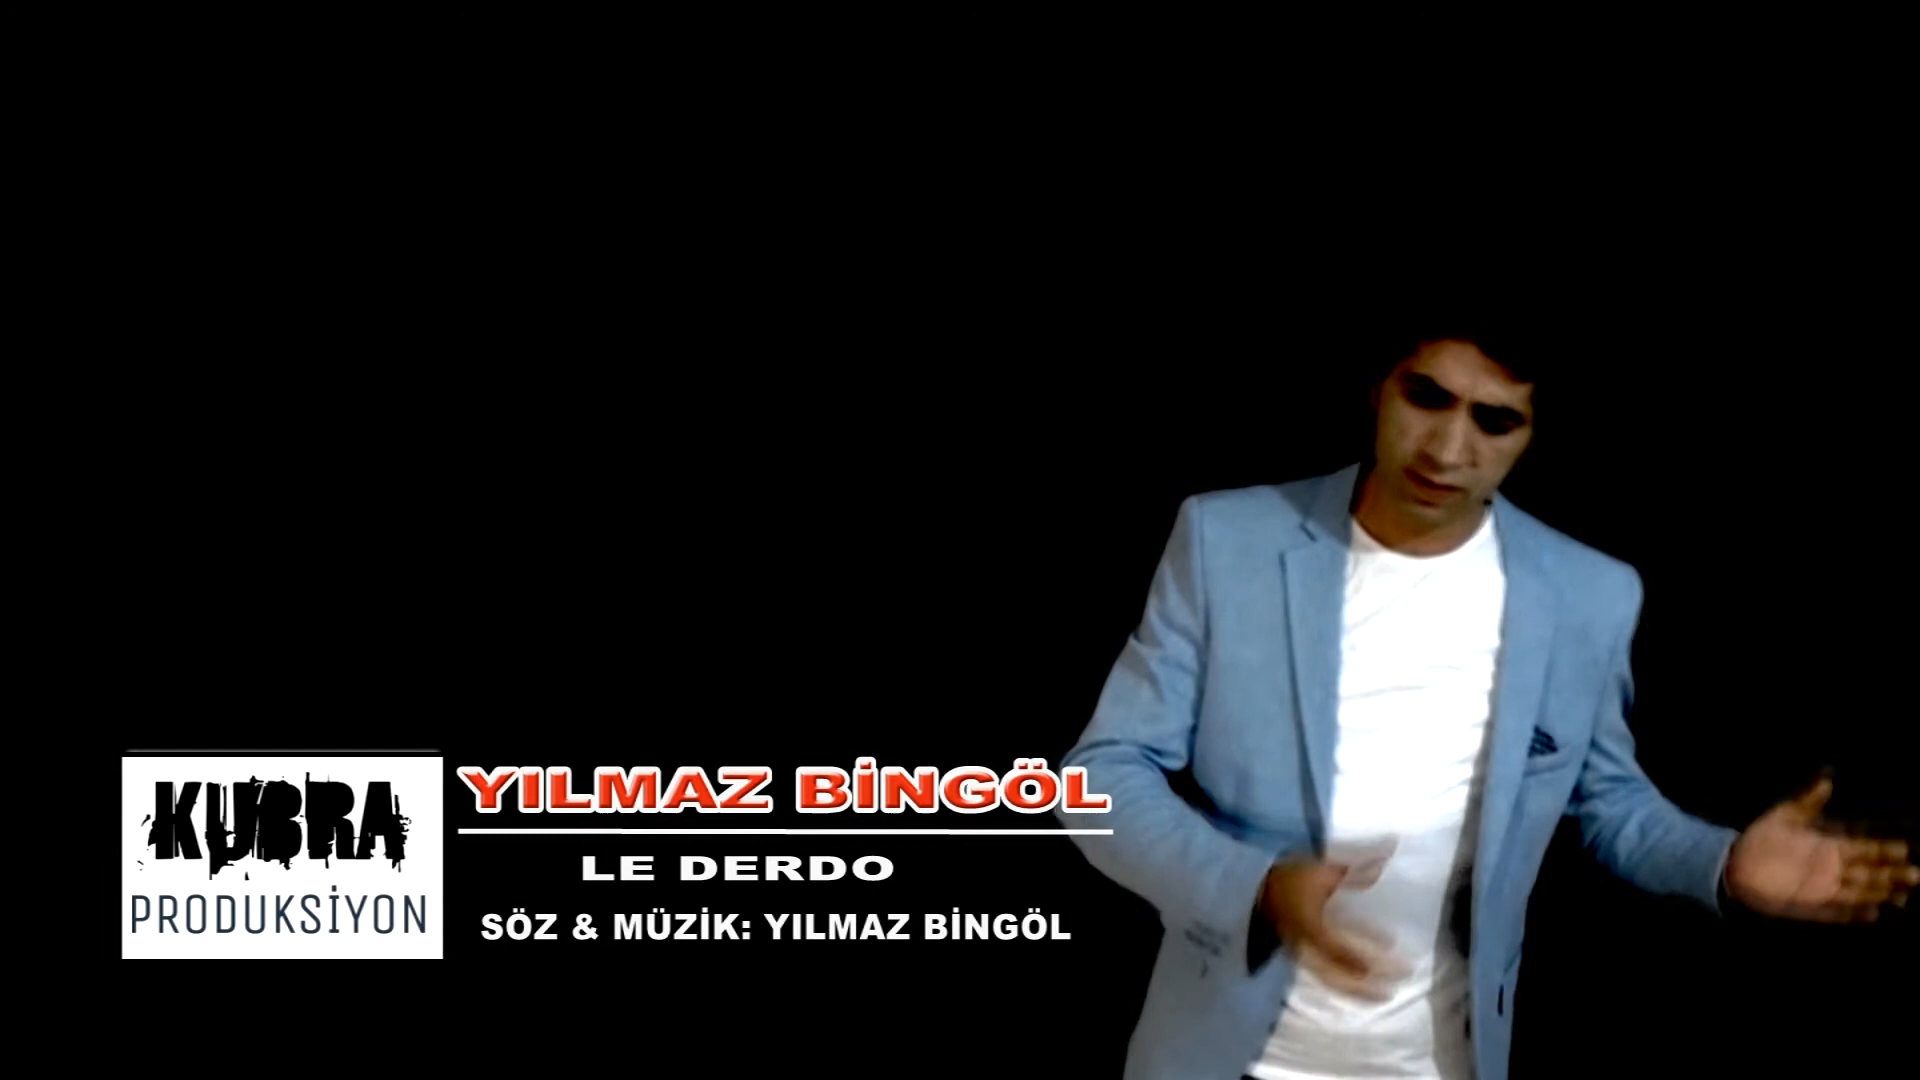 KUBRA
PRODUKSİYON
YILMAZ BİNGÖL
LE DERDO
SÖZ & MÜZİK: YILMAZ BİNGÖL